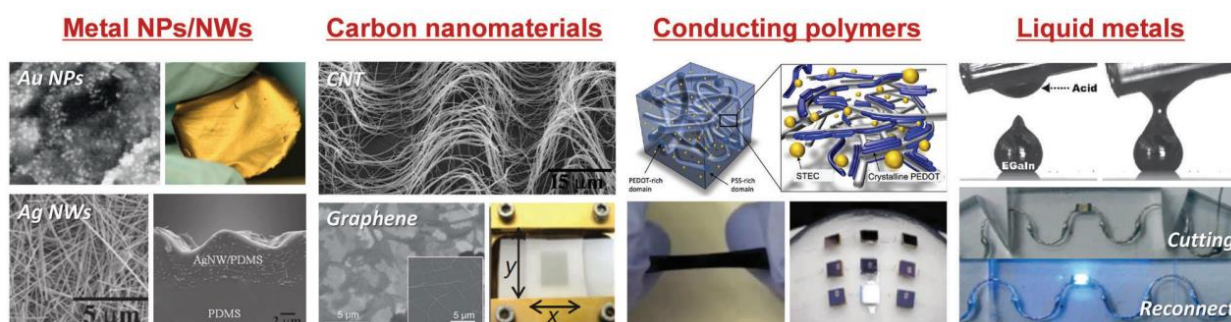 Metal NPs/NWs
Au NPs
Ag NWs
5 μm
AgNW/PDMS
PDMS
2 μm
Carbon nanomaterials
CNT
15 μm
Graphene
5 μm
5 μm
y
x
Conducting polymers
PEDOT-rich
domain
PSS-rich
domain
STEC
Crystalline PEDOT
Liquid metals
Acid
EGaIn
Cutting
Reconnect